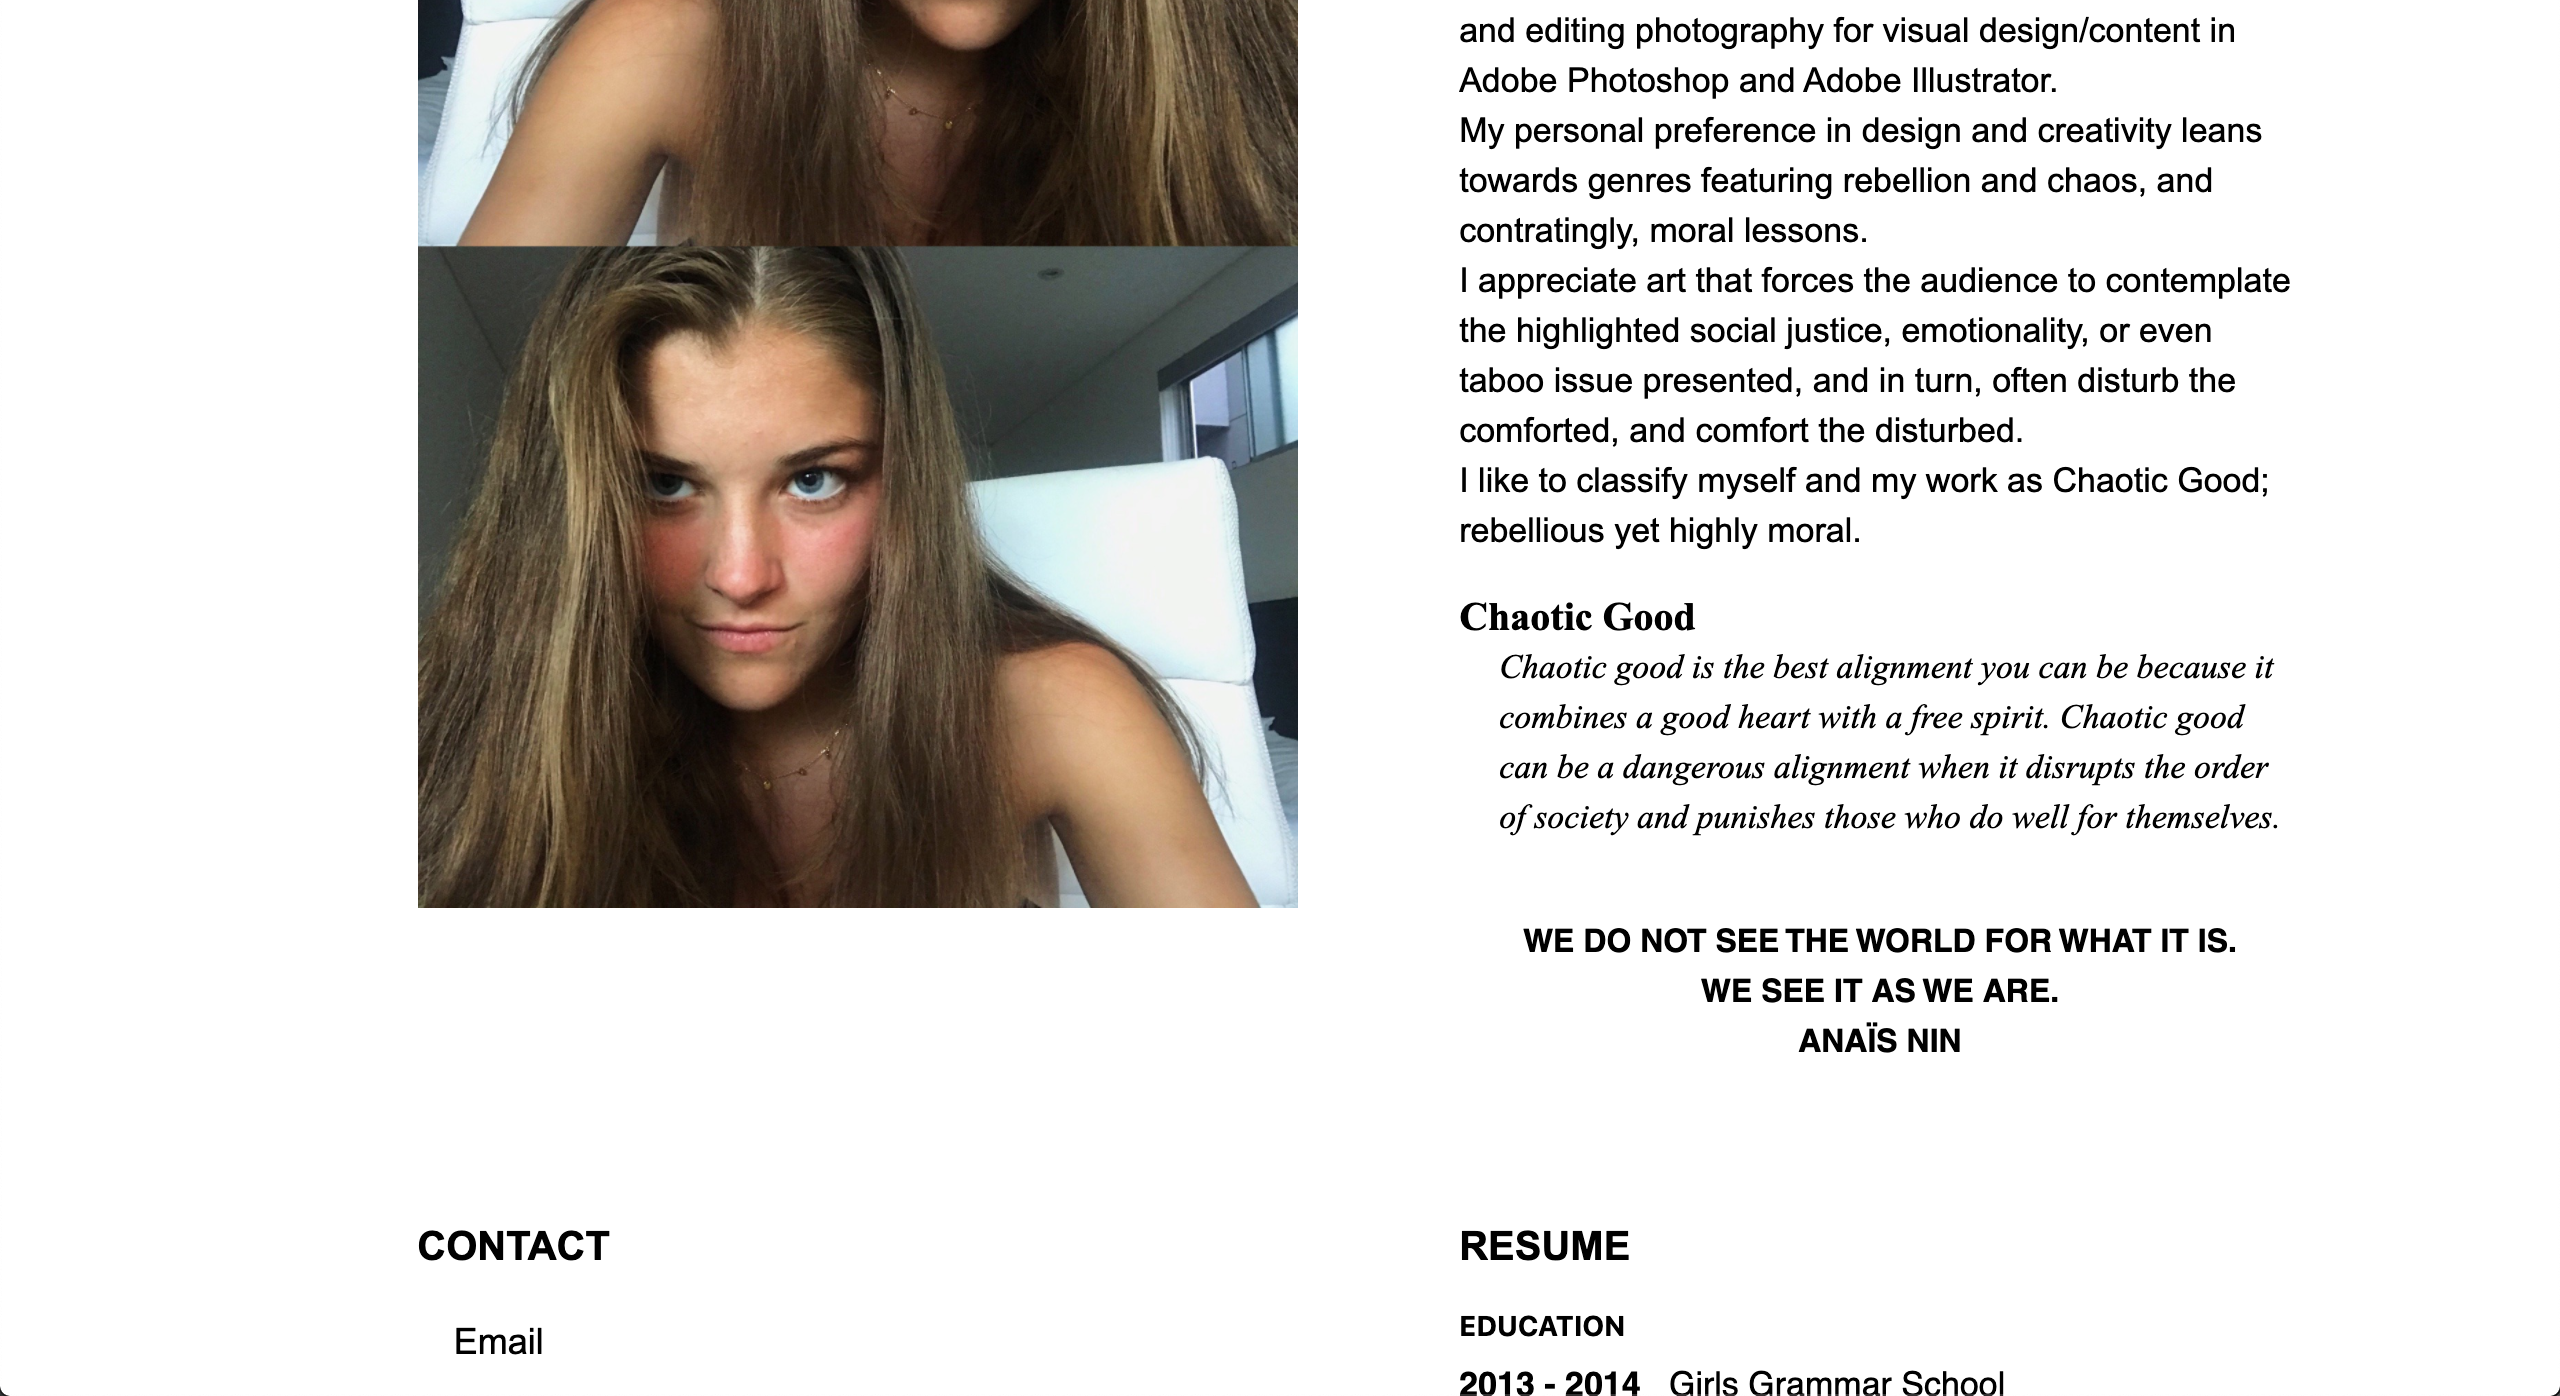 and editing photography for visual design/content in
Adobe Photoshop and Adobe Illustrator.
My personal preference in design and creativity leans
towards genres featuring rebellion and chaos, and
contratingly, moral lessons.
I appreciate art that forces the audience to contemplate
the highlighted social justice, emotionality, or even
taboo issue presented, and in turn, often disturb the
comforted, and comfort the disturbed.
I like to classify myself and my work as Chaotic Good;
rebellious yet highly moral.
Chaotic Good
Chaotic good is the best alignment you can be because it
combines a good heart with a free spirit. Chaotic good
can be a dangerous alignment when it disrupts the order
of society and punishes those who do well for themselves.
WE DO NOT SEE THE WORLD FOR WHAT IT IS.
WE SEE IT AS WE ARE.
ANAÏS NIN
CONTACT
Email
RESUME
EDUCATION
2013 - 2014 Girls Grammar School